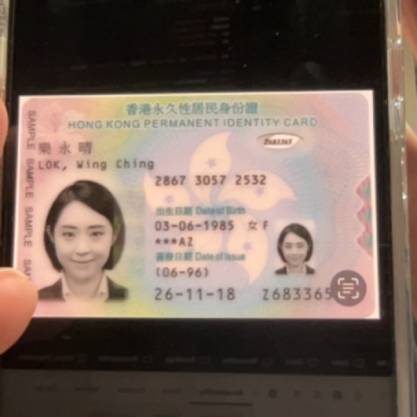 香港永久性居民身份證
HONG KONG PERMANENT IDENTITY CARD
SAMPLE SAMPLE SAMPLE
樂永晴
LOK, Wing Ching
2867 3057 2532
出生日期 Date of Birth
03-06-1985 女 F
***AZ
簽發日期 Date of Issue
(06-96)
26-11-18 Z683365